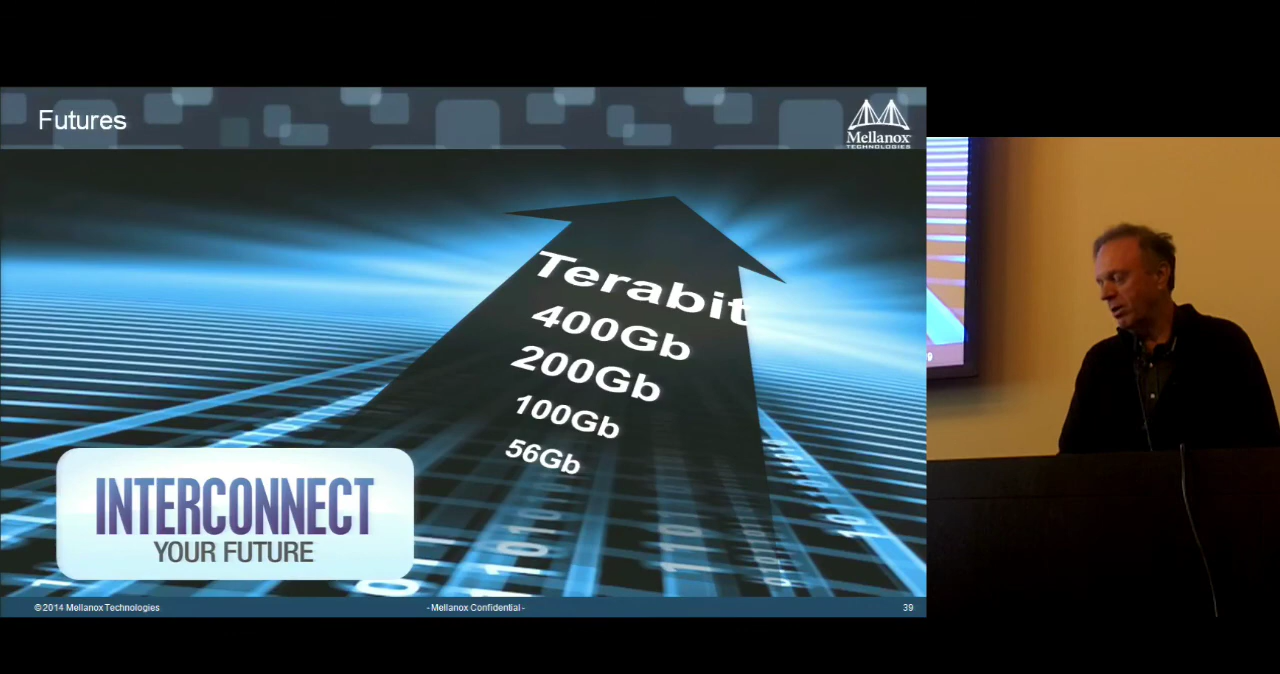 Futures
Mellanox
TECHNOLOGIES
Terabit
400Gb
200Gb
100Gb
56Gb
INTERCONNECT
YOUR FUTURE
© 2014 Mellanox Technologies
- Mellanox Confidential -
39